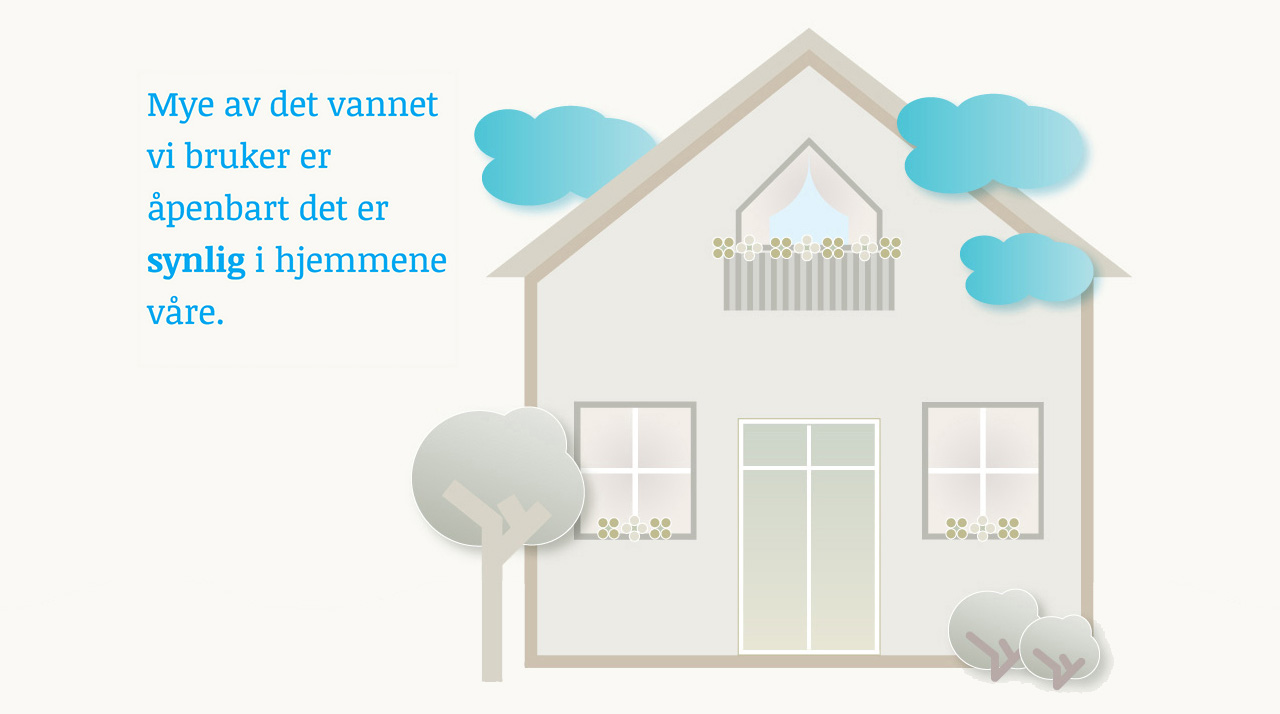 Mye av det vannet
vi bruker er
åpenbart det er
synlig i hjemmene
våre.